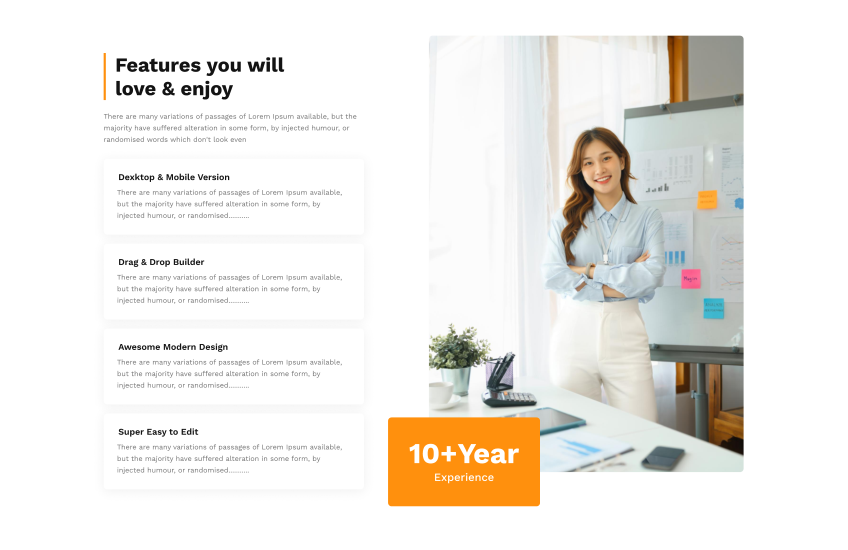 Features you will
love & enjoy
There are many variations of passages of Lorem Ipsum available, but the
majority have suffered alteration in some form, by injected humour, or
randomised words which don't look even
Dexktop & Mobile Version
There are many variations of passages of Lorem Ipsum available,
but the majority have suffered alteration in some form, by
injected humour, or randomised..........
Drag & Drop Builder
There are many variations of passages of Lorem Ipsum available,
but the majority have suffered alteration in some form, by
injected humour, or randomised..........
Awesome Modern Design
There are many variations of passages of Lorem Ipsum available,
but the majority have suffered alteration in some form, by
injected humour, or randomised..........
Super Easy to Edit
There are many variations of passages of Lorem Ipsum available,
but the majority have suffered alteration in some form, by
injected humour, or randomised..........
10+Year
Experience